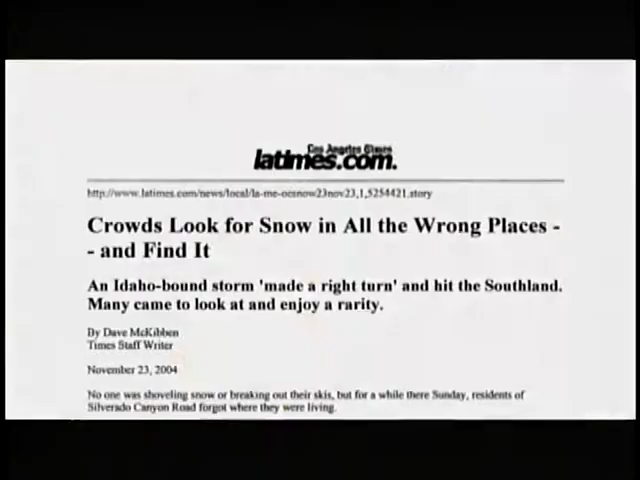 Los Angeles Times
latimes.com.
http://www.latimes.com/news/local/la-me-ocsnow23nov23,1,5254421.story
Crowds Look for Snow in All the Wrong Places -
- and Find It
An Idaho-bound storm 'made a right turn' and hit the Southland.
Many came to look at and enjoy a rarity.
By Dave McKibben
Times Staff Writer
November 23, 2004
No one was shoveling snow or breaking out their skis, but for a while there Sunday, residents of
Silverado Canyon Road forgot where they were living.